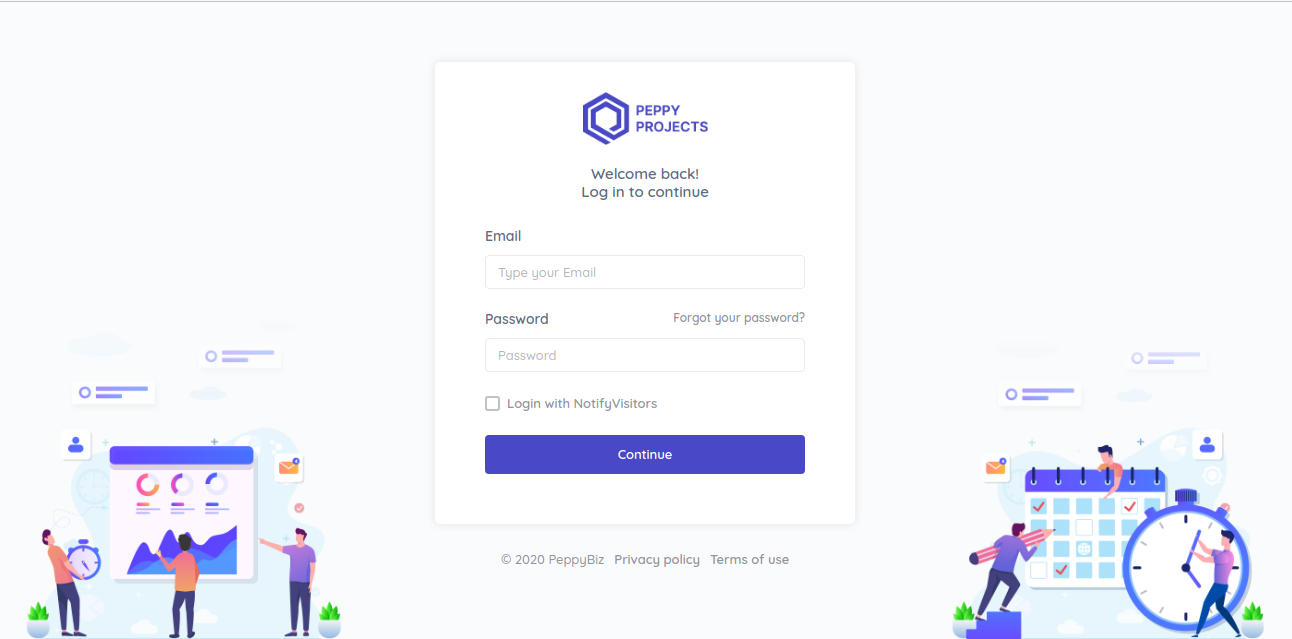 PEPPY
PROJECTS
Welcome back!
Log in to continue
Email
Type your Email
Password Forgot your password?
Password
Login with NotifyVisitors
Continue
© 2020 PeppyBiz Privacy policy Terms of use